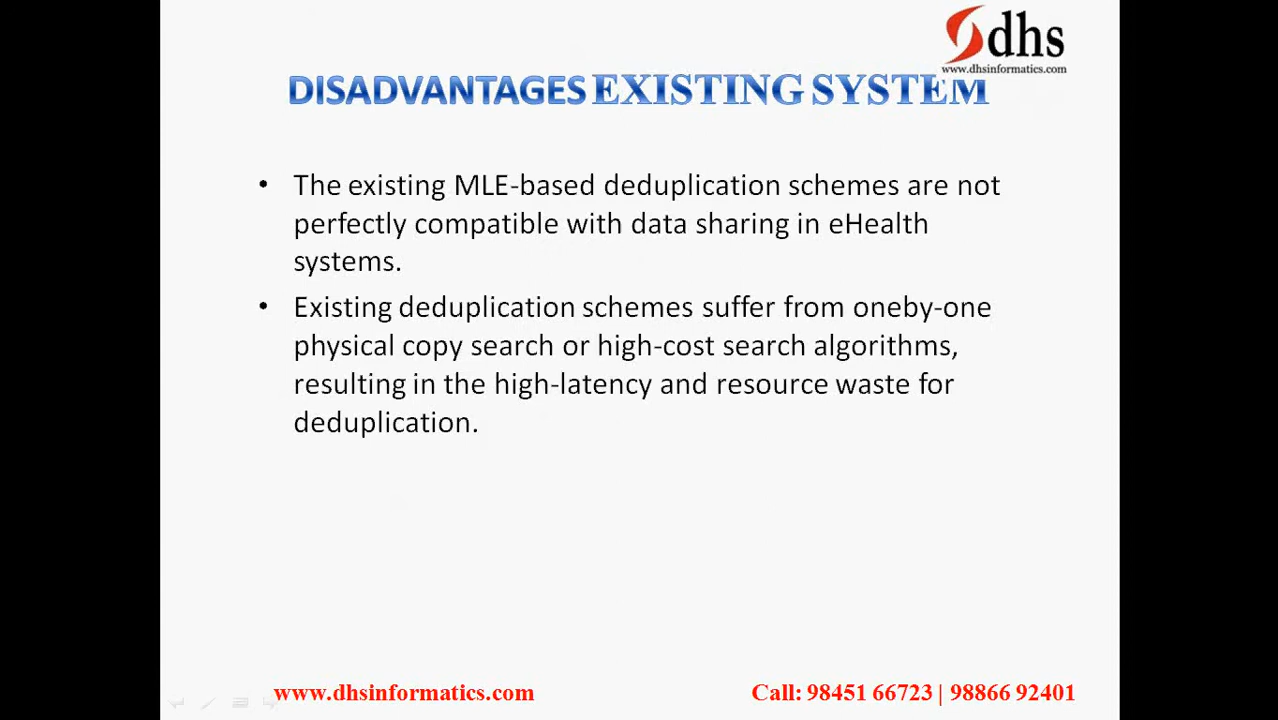 dhs
www.dhsinformatics.com
DISADVANTAGES EXISTING SYSTEM
• The existing MLE-based deduplication schemes are not
perfectly compatible with data sharing in eHealth
systems.
• Existing deduplication schemes suffer from oneby-one
physical copy search or high-cost search algorithms,
resulting in the high-latency and resource waste for
deduplication.
www.dhsinformatics.com
Call: 98451 66723 | 98866 92401